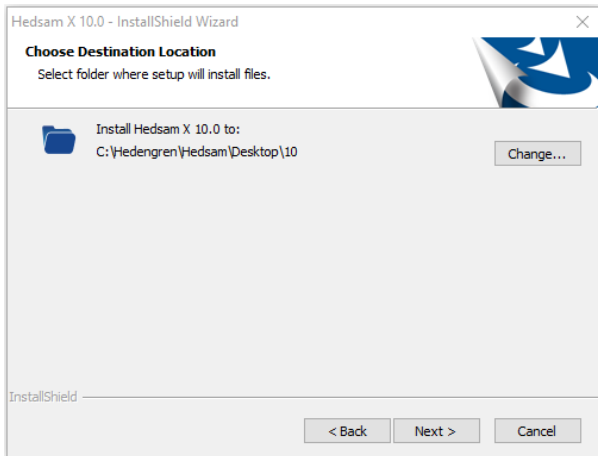 Hedsam X 10.0 - InstallShield Wizard
Choose Destination Location
Select folder where setup will install files.
Install Hedsam X 10.0 to:
C:\Hedengren\Hedsam\Desktop\10
Change...
InstallShield
< Back
Next >
Cancel